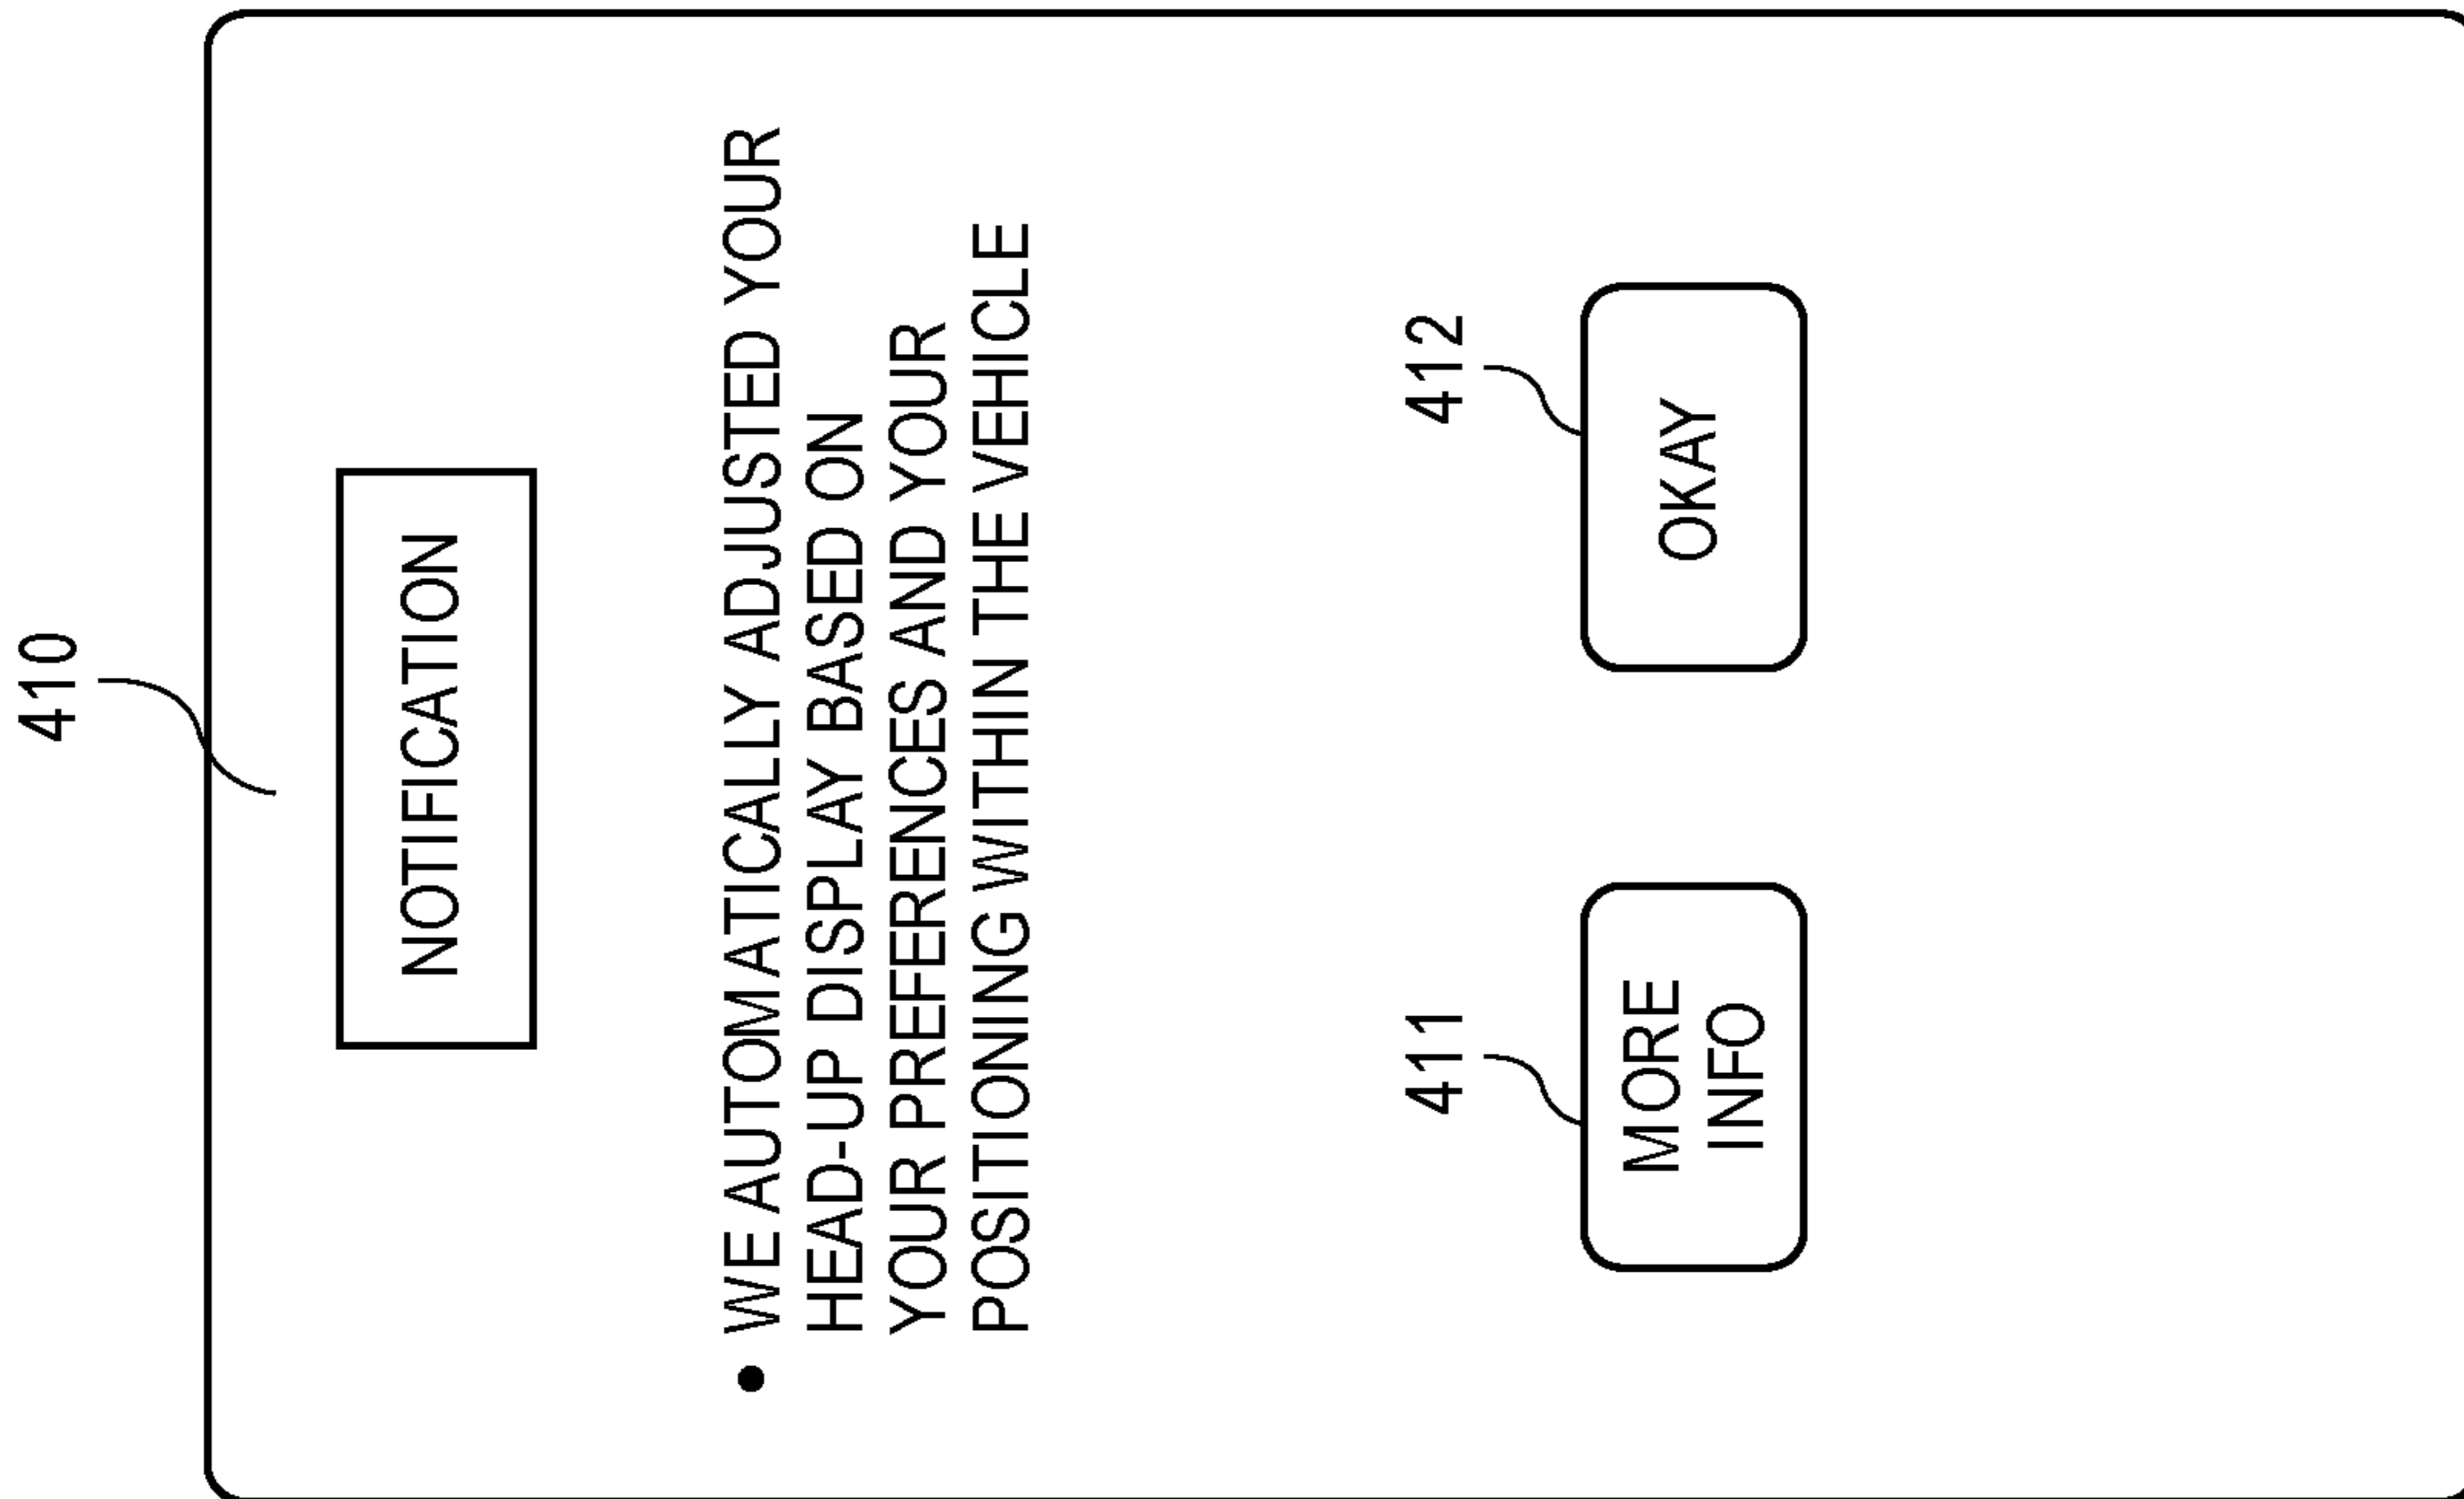 410
NOTIFICATION
• WE AUTOMATICALLY ADJUSTED YOUR
HEAD-UP DISPLAY BASED ON
YOUR PREFERENCES AND YOUR
POSITIONING WITHIN THE VEHICLE
411
MORE
INFO
412
OKAY